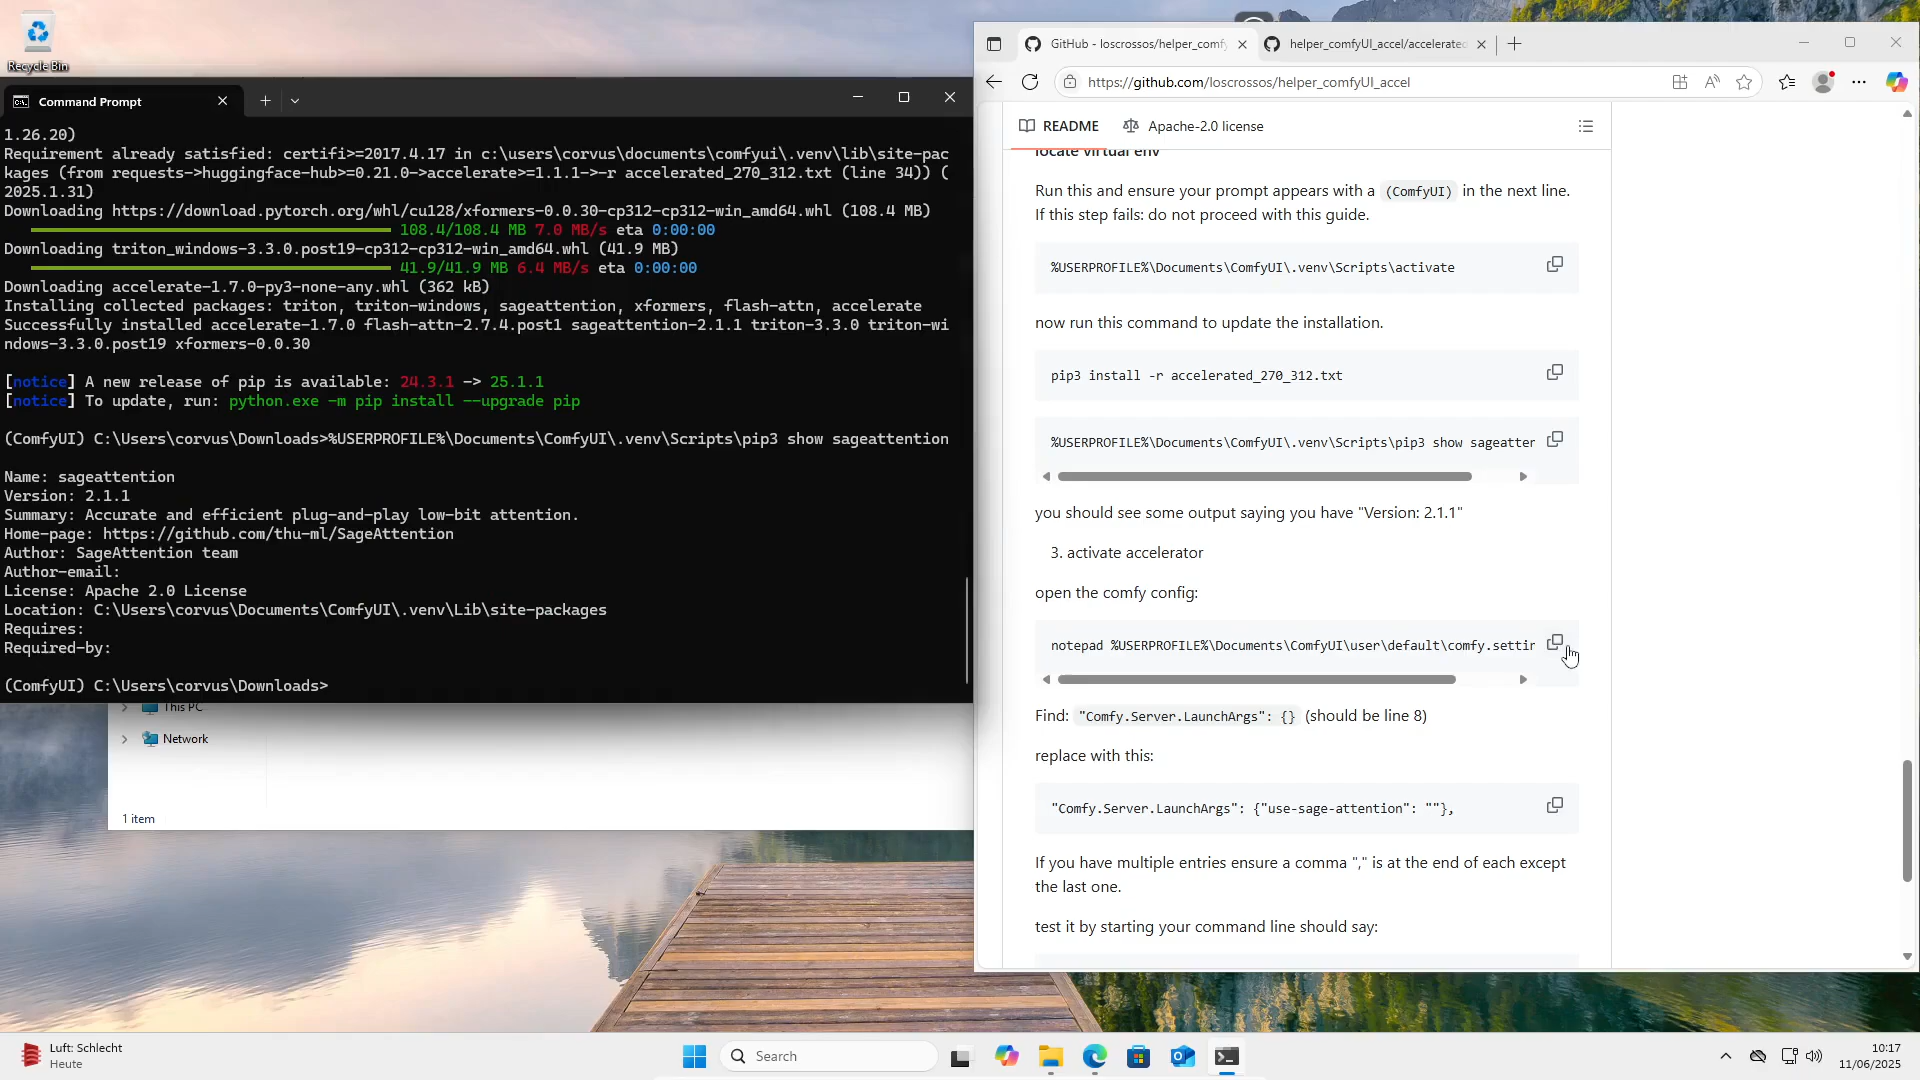 Recycle Bin
Command Prompt
1.26.20)
Requirement already satisfied: certifi>=2017.4.17 in c:\users\corvus\documents\comfyui\.venv\lib\site-pac
kages (from requests->huggingface-hub>=0.21.0->accelerate>=1.1.1->-r accelerated_270_312.txt (line 34)) (
2025.1.31)
Downloading https://download.pytorch.org/whl/cu128/xformers-0.0.30-cp312-cp312-win_amd64.whl (108.4 MB)
108.4/108.4 MB 7.0 MB/s eta 0:00:00
Downloading triton_windows-3.3.0.post19-cp312-cp312-win_amd64.whl (41.9 MB)
41.9/41.9 MB 6.4 MB/s eta 0:00:00
Downloading accelerate-1.7.0-py3-none-any.whl (362 kB)
Installing collected packages: triton, triton-windows, sageattention, xformers, flash-attn, accelerate
Successfully installed accelerate-1.7.0 flash-attn-2.7.4.post1 sageattention-2.1.1 triton-3.3.0 triton-wi
ndows-3.3.0.post19 xformers-0.0.30
[notice] A new release of pip is available: 24.3.1 -> 25.1.1
[notice] To update, run: python.exe -m pip install --upgrade pip
(ComfyUI) C:\Users\corvus\Downloads>%USERPROFILE%\Documents\ComfyUI\.venv\Scripts\pip3 show sageattention
Name: sageattention
Version: 2.1.1
Summary: Accurate and efficient plug-and-play low-bit attention.
Home-page: https://github.com/thu-ml/SageAttention
Author: SageAttention team
Author-email:
License: Apache 2.0 License
Location: C:\Users\corvus\Documents\ComfyUI\.venv\Lib\site-packages
Requires:
Required-by:
(ComfyUI) C:\Users\corvus\Downloads>
This PC
Network
1 item
GitHub - loscrossos/helper_comfy
helper_comfyUI_accel/accelerated
https://github.com/loscrossos/helper_comfyUI_accel
README
Apache-2.0 license
locate virtual env
Run this and ensure your prompt appears with a (ComfyUI) in the next line.
If this step fails: do not proceed with this guide.
%USERPROFILE%\Documents\ComfyUI\.venv\Scripts\activate
now run this command to update the installation.
pip3 install -r accelerated_270_312.txt
%USERPROFILE%\Documents\ComfyUI\.venv\Scripts\pip3 show sageatter
you should see some output saying you have "Version: 2.1.1"
3. activate accelerator
open the comfy config:
notepad %USERPROFILE%\Documents\ComfyUI\user\default\comfy.settir
Find: "Comfy.Server.LaunchArgs": {} (should be line 8)
replace with this:
"Comfy.Server.LaunchArgs": {"use-sage-attention": ""},
If you have multiple entries ensure a comma "," is at the end of each except
the last one.
test it by starting your command line should say:
Luft: Schlecht
Heute
Search
10:17
11/06/2025